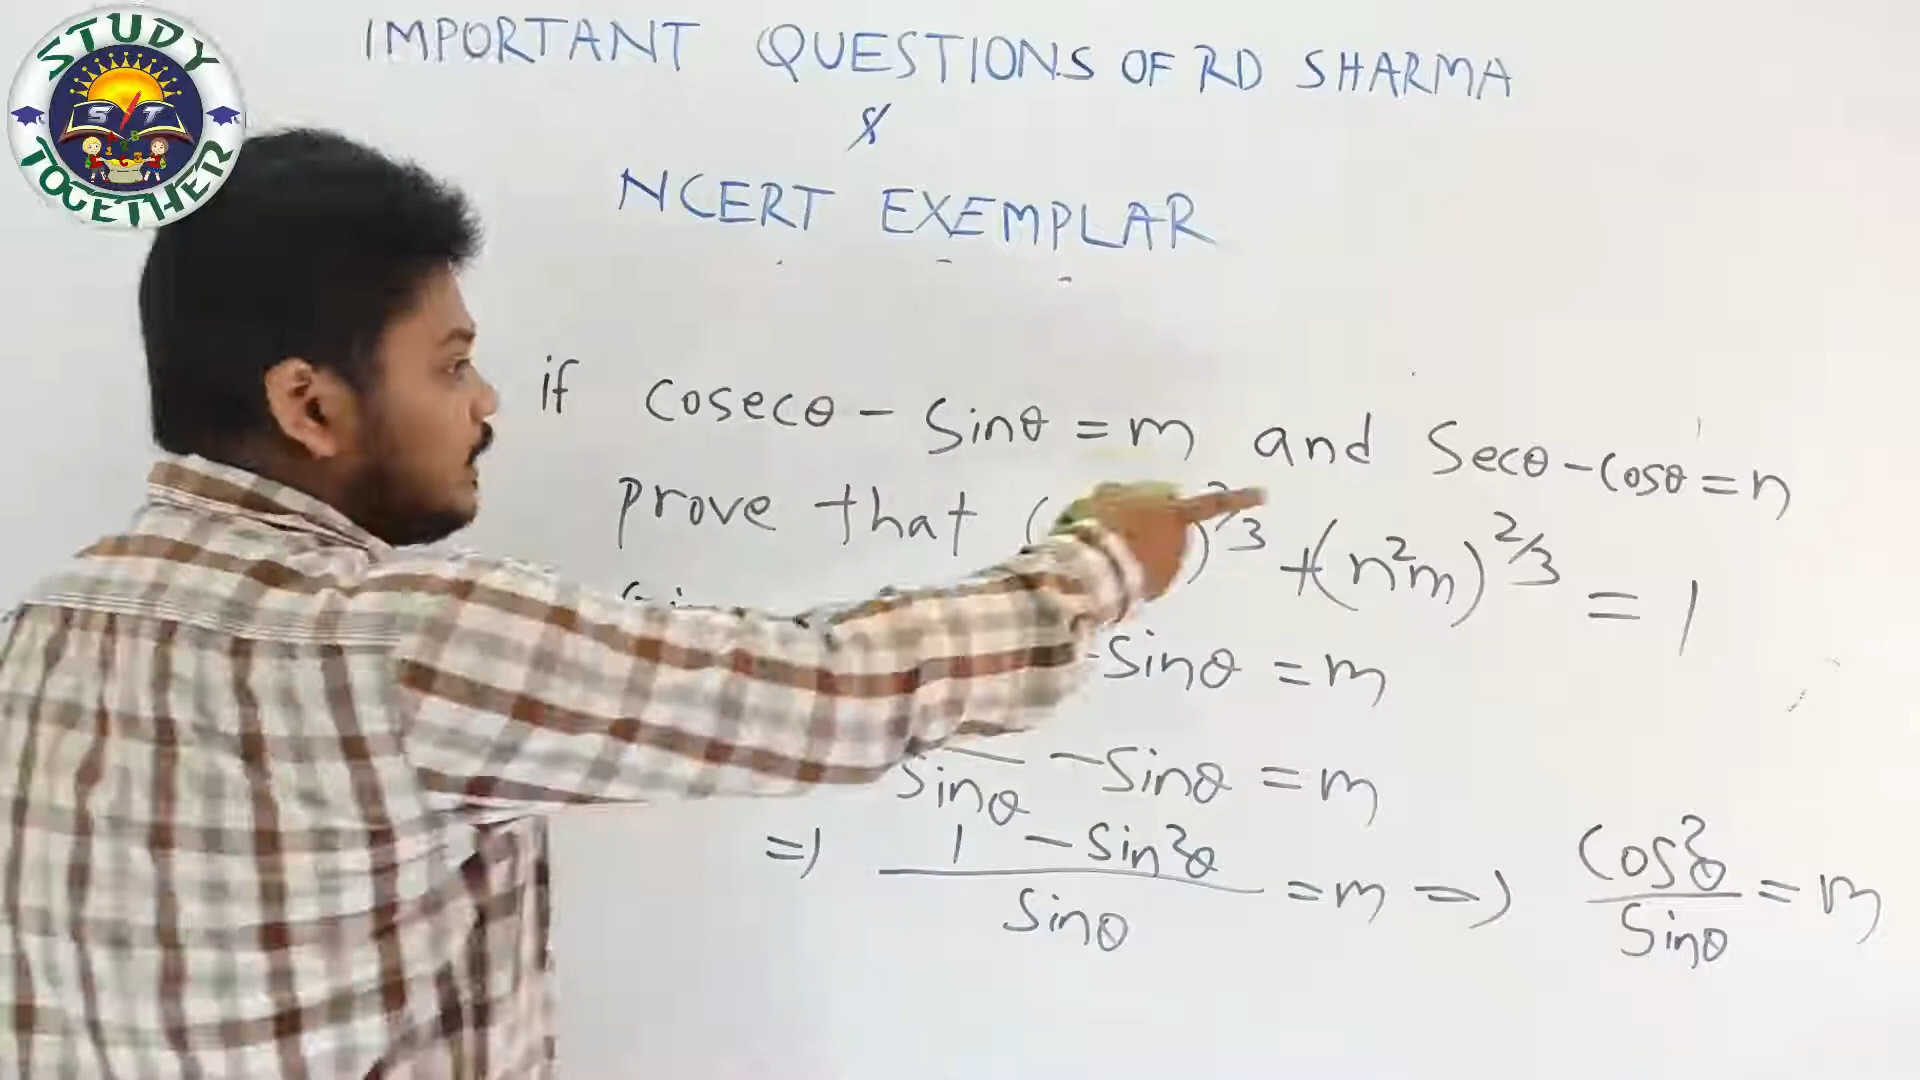 STUDY
TOGETHER
S T
IMPORTANT QUESTIONS OF RD SHARMA
&
NCERT EXEMPLAR
if cosecθ - sinθ = m and secθ - cosθ = n
prove that ( )^2/3 + (n²m)^2/3 = 1
-sinθ = m
sinθ - sinθ = m
=> 1 - sin²θ / sinθ = m => cos²θ / sinθ = m